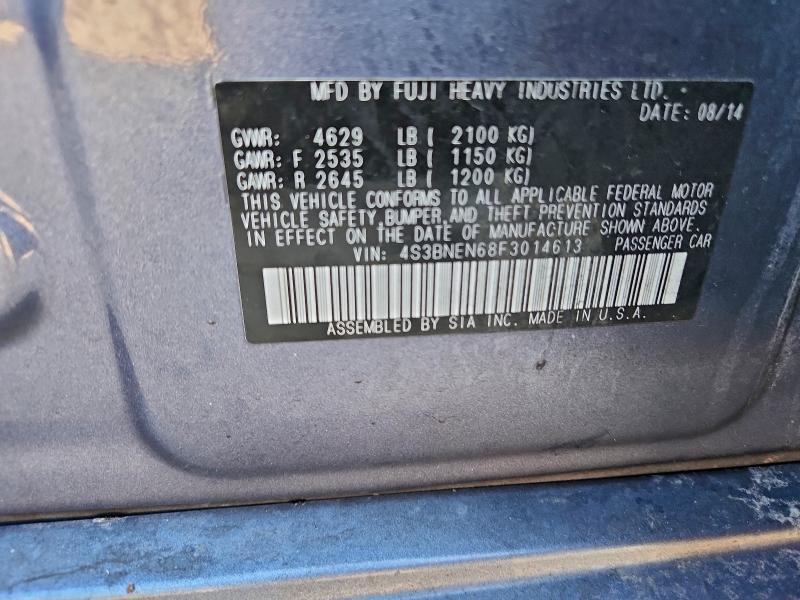 MFD BY FUJI HEAVY INDUSTRIES LTD.
DATE: 08/14
GVWR: 4629 LB ( 2100 KG)
GAWR: F 2535 LB ( 1150 KG)
GAWR: R 2645 LB ( 1200 KG)
THIS VEHICLE CONFORMS TO ALL APPLICABLE FEDERAL MOTOR
VEHICLE SAFETY, BUMPER, AND THEFT PREVENTION STANDARDS
IN EFFECT ON THE DATE OF MANUFACTURE SHOWN ABOVE.
VIN: 4S3BNEN68F3014613 PASSENGER CAR
ASSEMBLED BY SIA INC. MADE IN U.S.A.